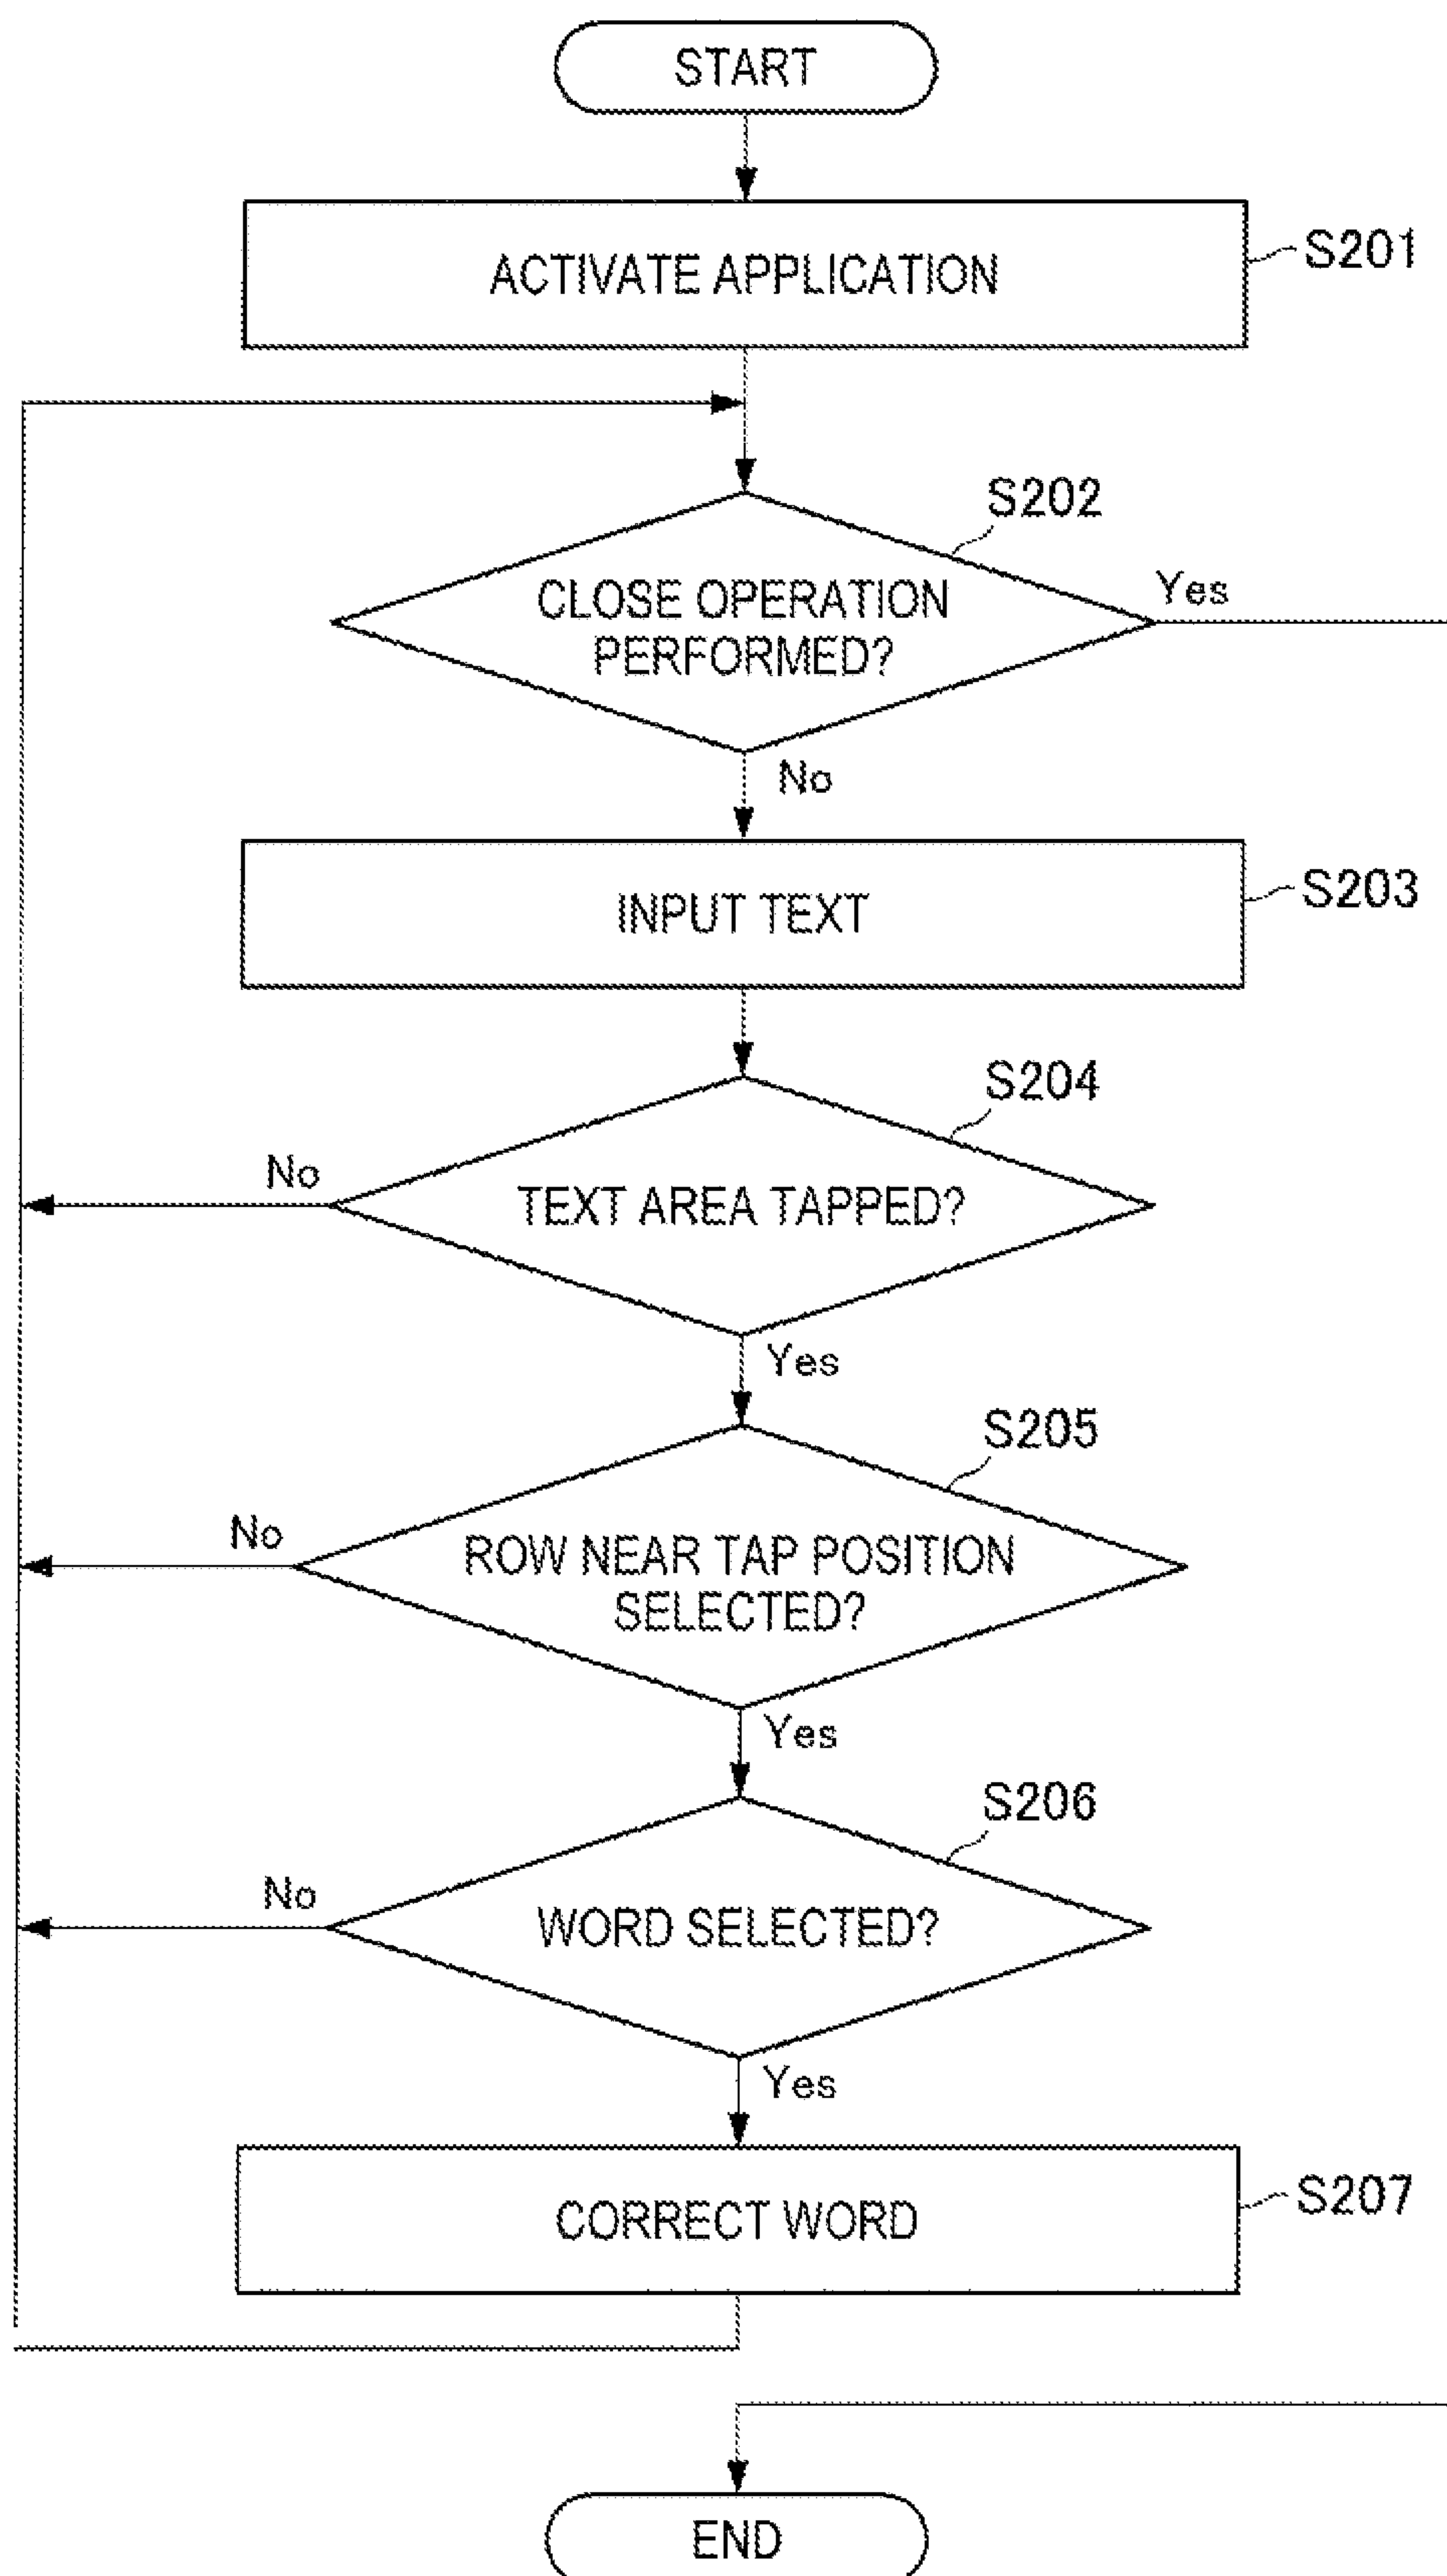 START
ACTIVATE APPLICATION
S201
S202
CLOSE OPERATION
PERFORMED?
Yes
No
INPUT TEXT
S203
S204
No
TEXT AREA TAPPED?
Yes
S205
No
ROW NEAR TAP POSITION
SELECTED?
Yes
S206
No
WORD SELECTED?
Yes
CORRECT WORD
S207
END